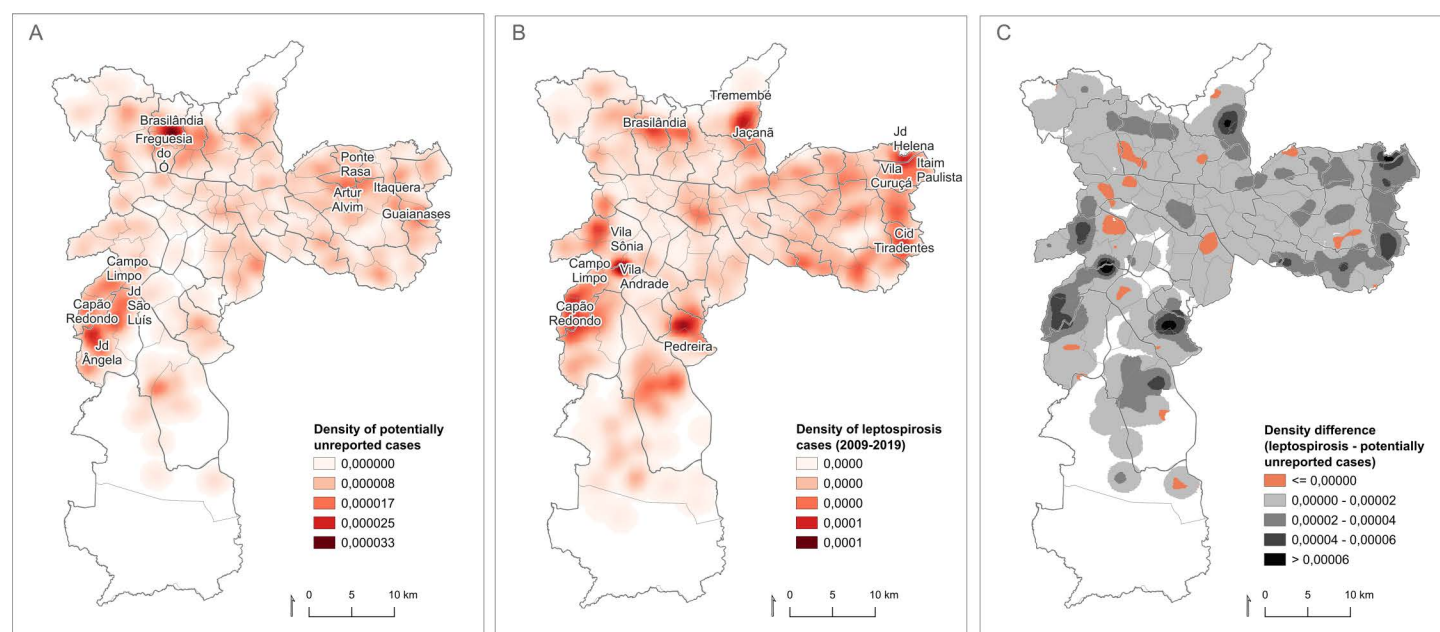 A
Brasilândia
Freguesia
do
Ó
Ponte
Rasa
Artur
Alvim
Itaquera
Guaianases
Campo
Limpo
Jd
São
Luís
Capão
Redondo
Jd
Ângela
Density of potentially
unreported cases
0,000000
0,000008
0,000017
0,000025
0,000033
0 5 10 km
B
Tremembé
Brasilândia
Jaçanã
Jd
Helena
Itaim
Paulista
Vila
Curuçá
Cid
Tiradentes
Vila
Sônia
Campo
Limpo
Vila
Andrade
Capão
Redondo
Pedreira
Density of leptospirosis
cases (2009-2019)
0,0000
0,0000
0,0000
0,0001
0,0001
0 5 10 km
C
Density difference
(leptospirosis - potentially
unreported cases)
<= 0,00000
0,00000 - 0,00002
0,00002 - 0,00004
0,00004 - 0,00006
> 0,00006
0 5 10 km